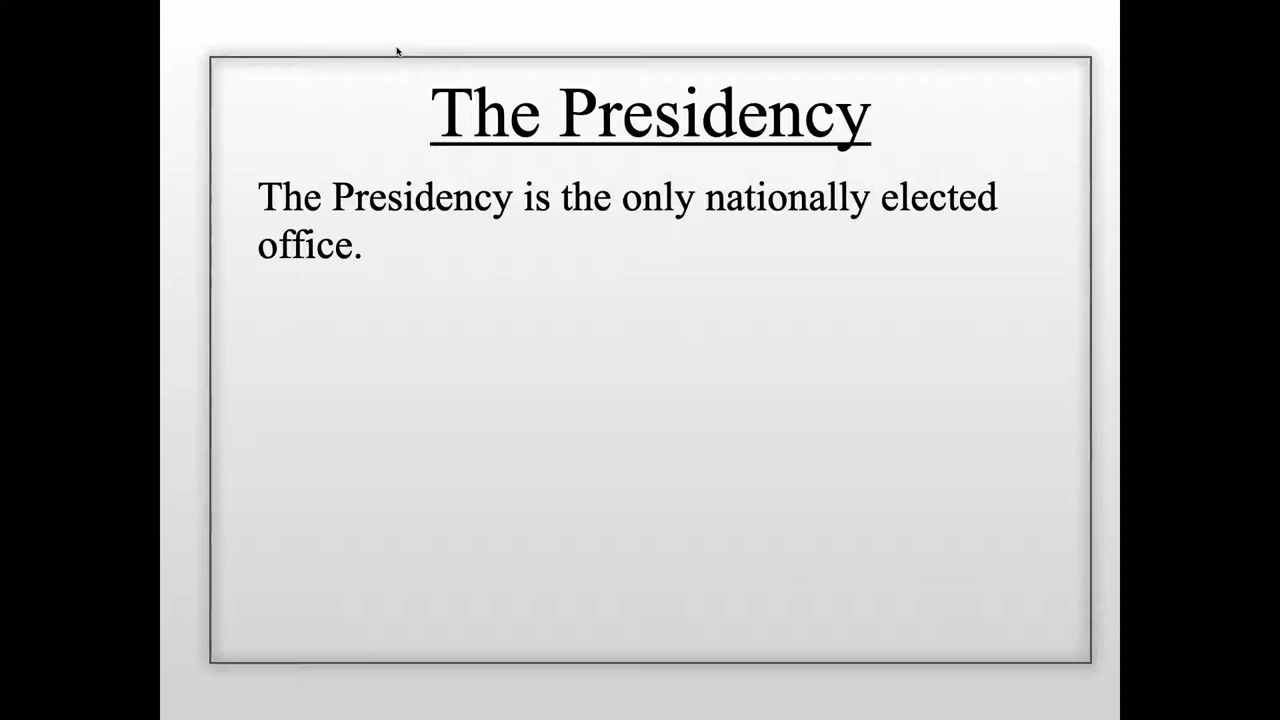 The Presidency
The Presidency is the only nationally elected
office.